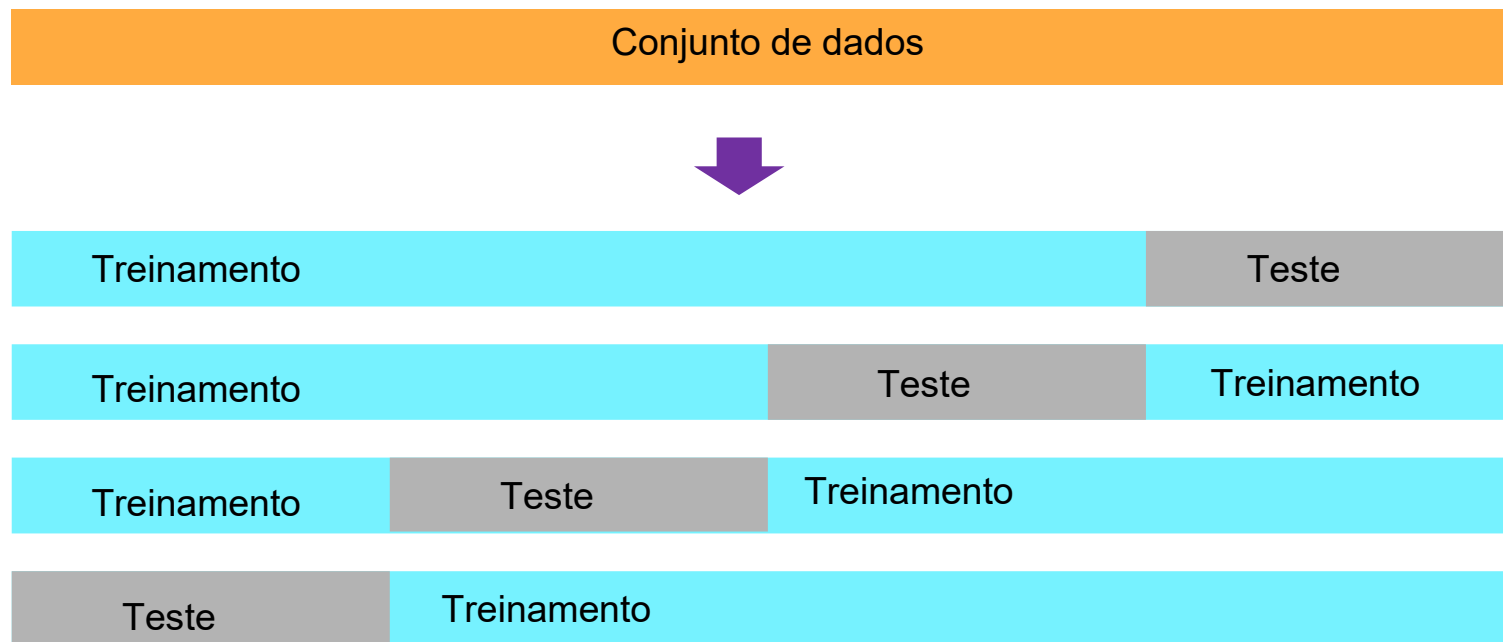 Conjunto de dados
Treinamento Teste
Treinamento Teste Treinamento
Treinamento Teste Treinamento
Teste Treinamento